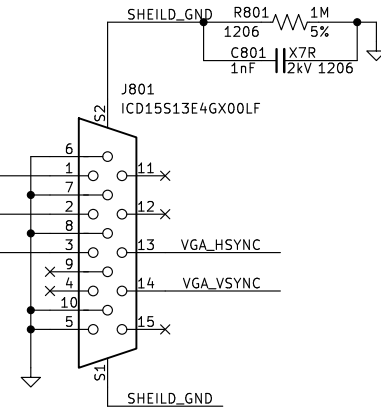 SHEILD_GND
R801
1M
1206
5%
C801
X7R
1nF
2kV 1206
J801
ICD15S13E4GX00LF
S2
6
1
11
7
2
12
8
3
13
VGA_HSYNC
9
4
14
VGA_VSYNC
10
5
15
S1
SHEILD_GND